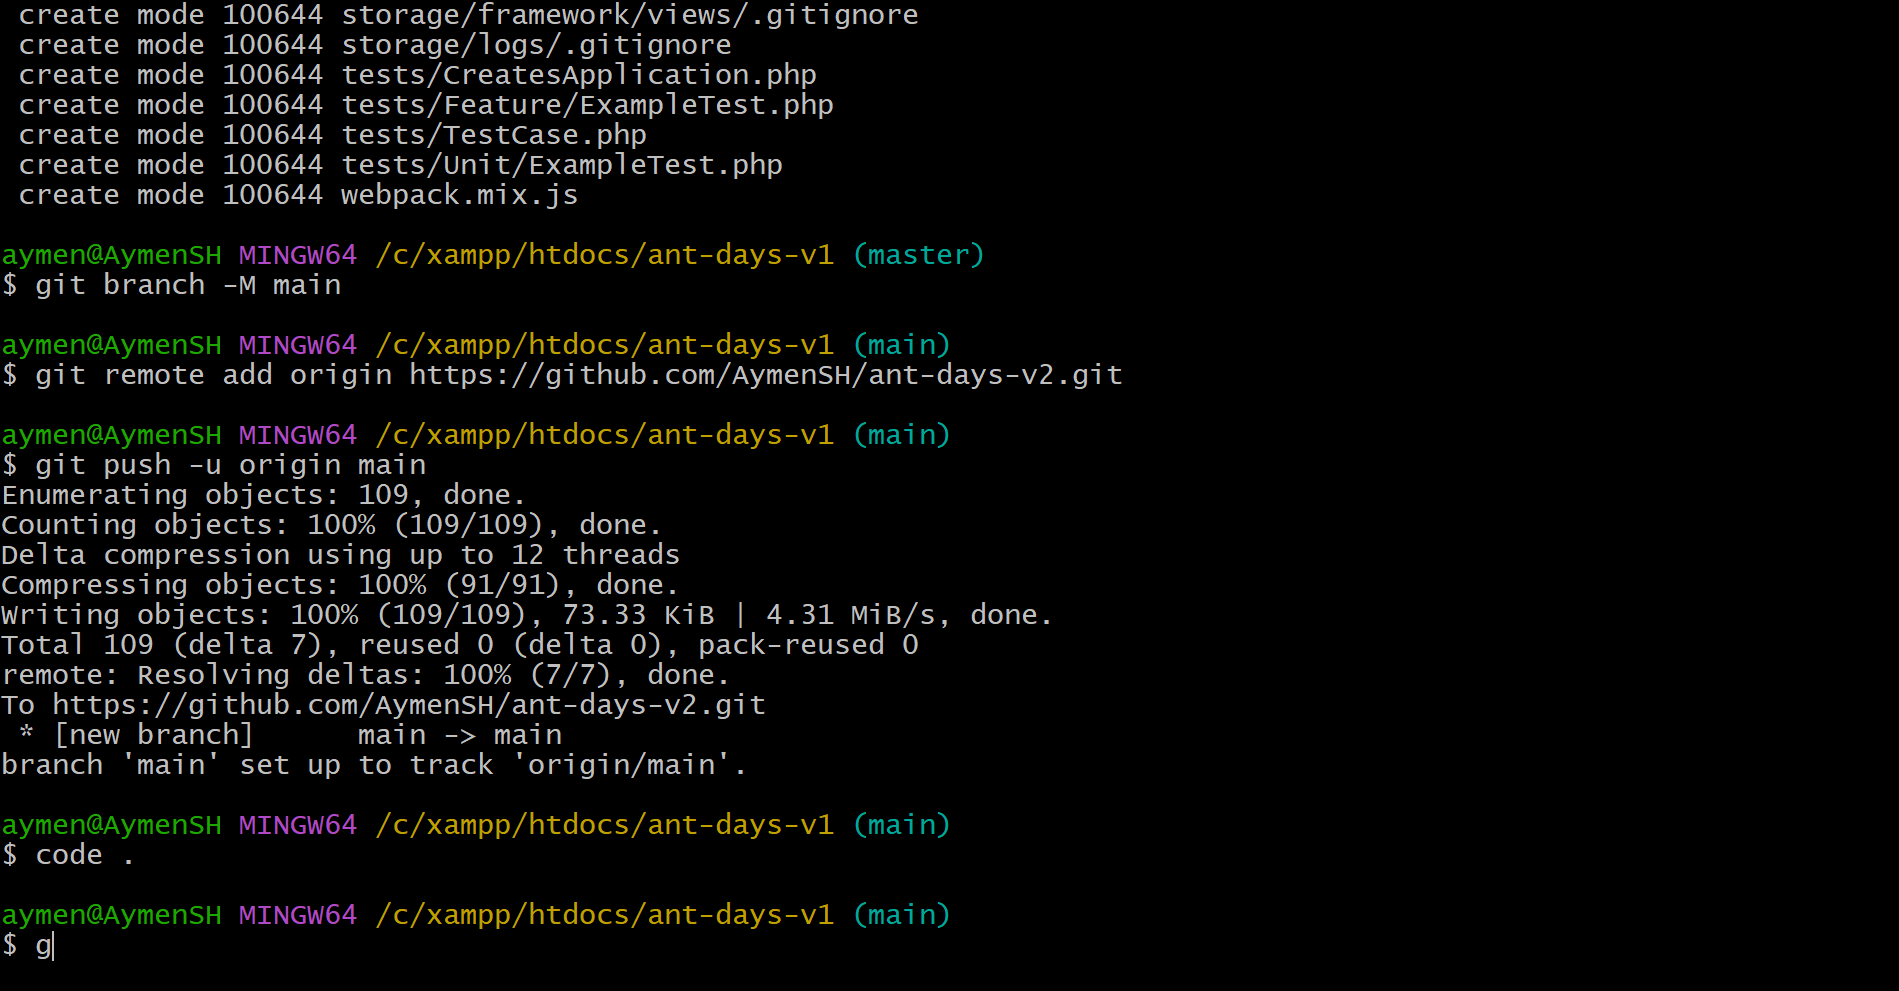 create mode 100644 storage/framework/views/.gitignore
create mode 100644 storage/logs/.gitignore
create mode 100644 tests/CreatesApplication.php
create mode 100644 tests/Feature/ExampleTest.php
create mode 100644 tests/TestCase.php
create mode 100644 tests/Unit/ExampleTest.php
create mode 100644 webpack.mix.js
aymen@AymenSH MINGW64 /c/xampp/htdocs/ant-days-v1 (master)
$ git branch -M main
aymen@AymenSH MINGW64 /c/xampp/htdocs/ant-days-v1 (main)
$ git remote add origin https://github.com/AymenSH/ant-days-v2.git
aymen@AymenSH MINGW64 /c/xampp/htdocs/ant-days-v1 (main)
$ git push -u origin main
Enumerating objects: 109, done.
Counting objects: 100% (109/109), done.
Delta compression using up to 12 threads
Compressing objects: 100% (91/91), done.
Writing objects: 100% (109/109), 73.33 KiB | 4.31 MiB/s, done.
Total 109 (delta 7), reused 0 (delta 0), pack-reused 0
remote: Resolving deltas: 100% (7/7), done.
To https://github.com/AymenSH/ant-days-v2.git
 * [new branch]      main -> main
branch 'main' set up to track 'origin/main'.
aymen@AymenSH MINGW64 /c/xampp/htdocs/ant-days-v1 (main)
$ code .
aymen@AymenSH MINGW64 /c/xampp/htdocs/ant-days-v1 (main)
$ g